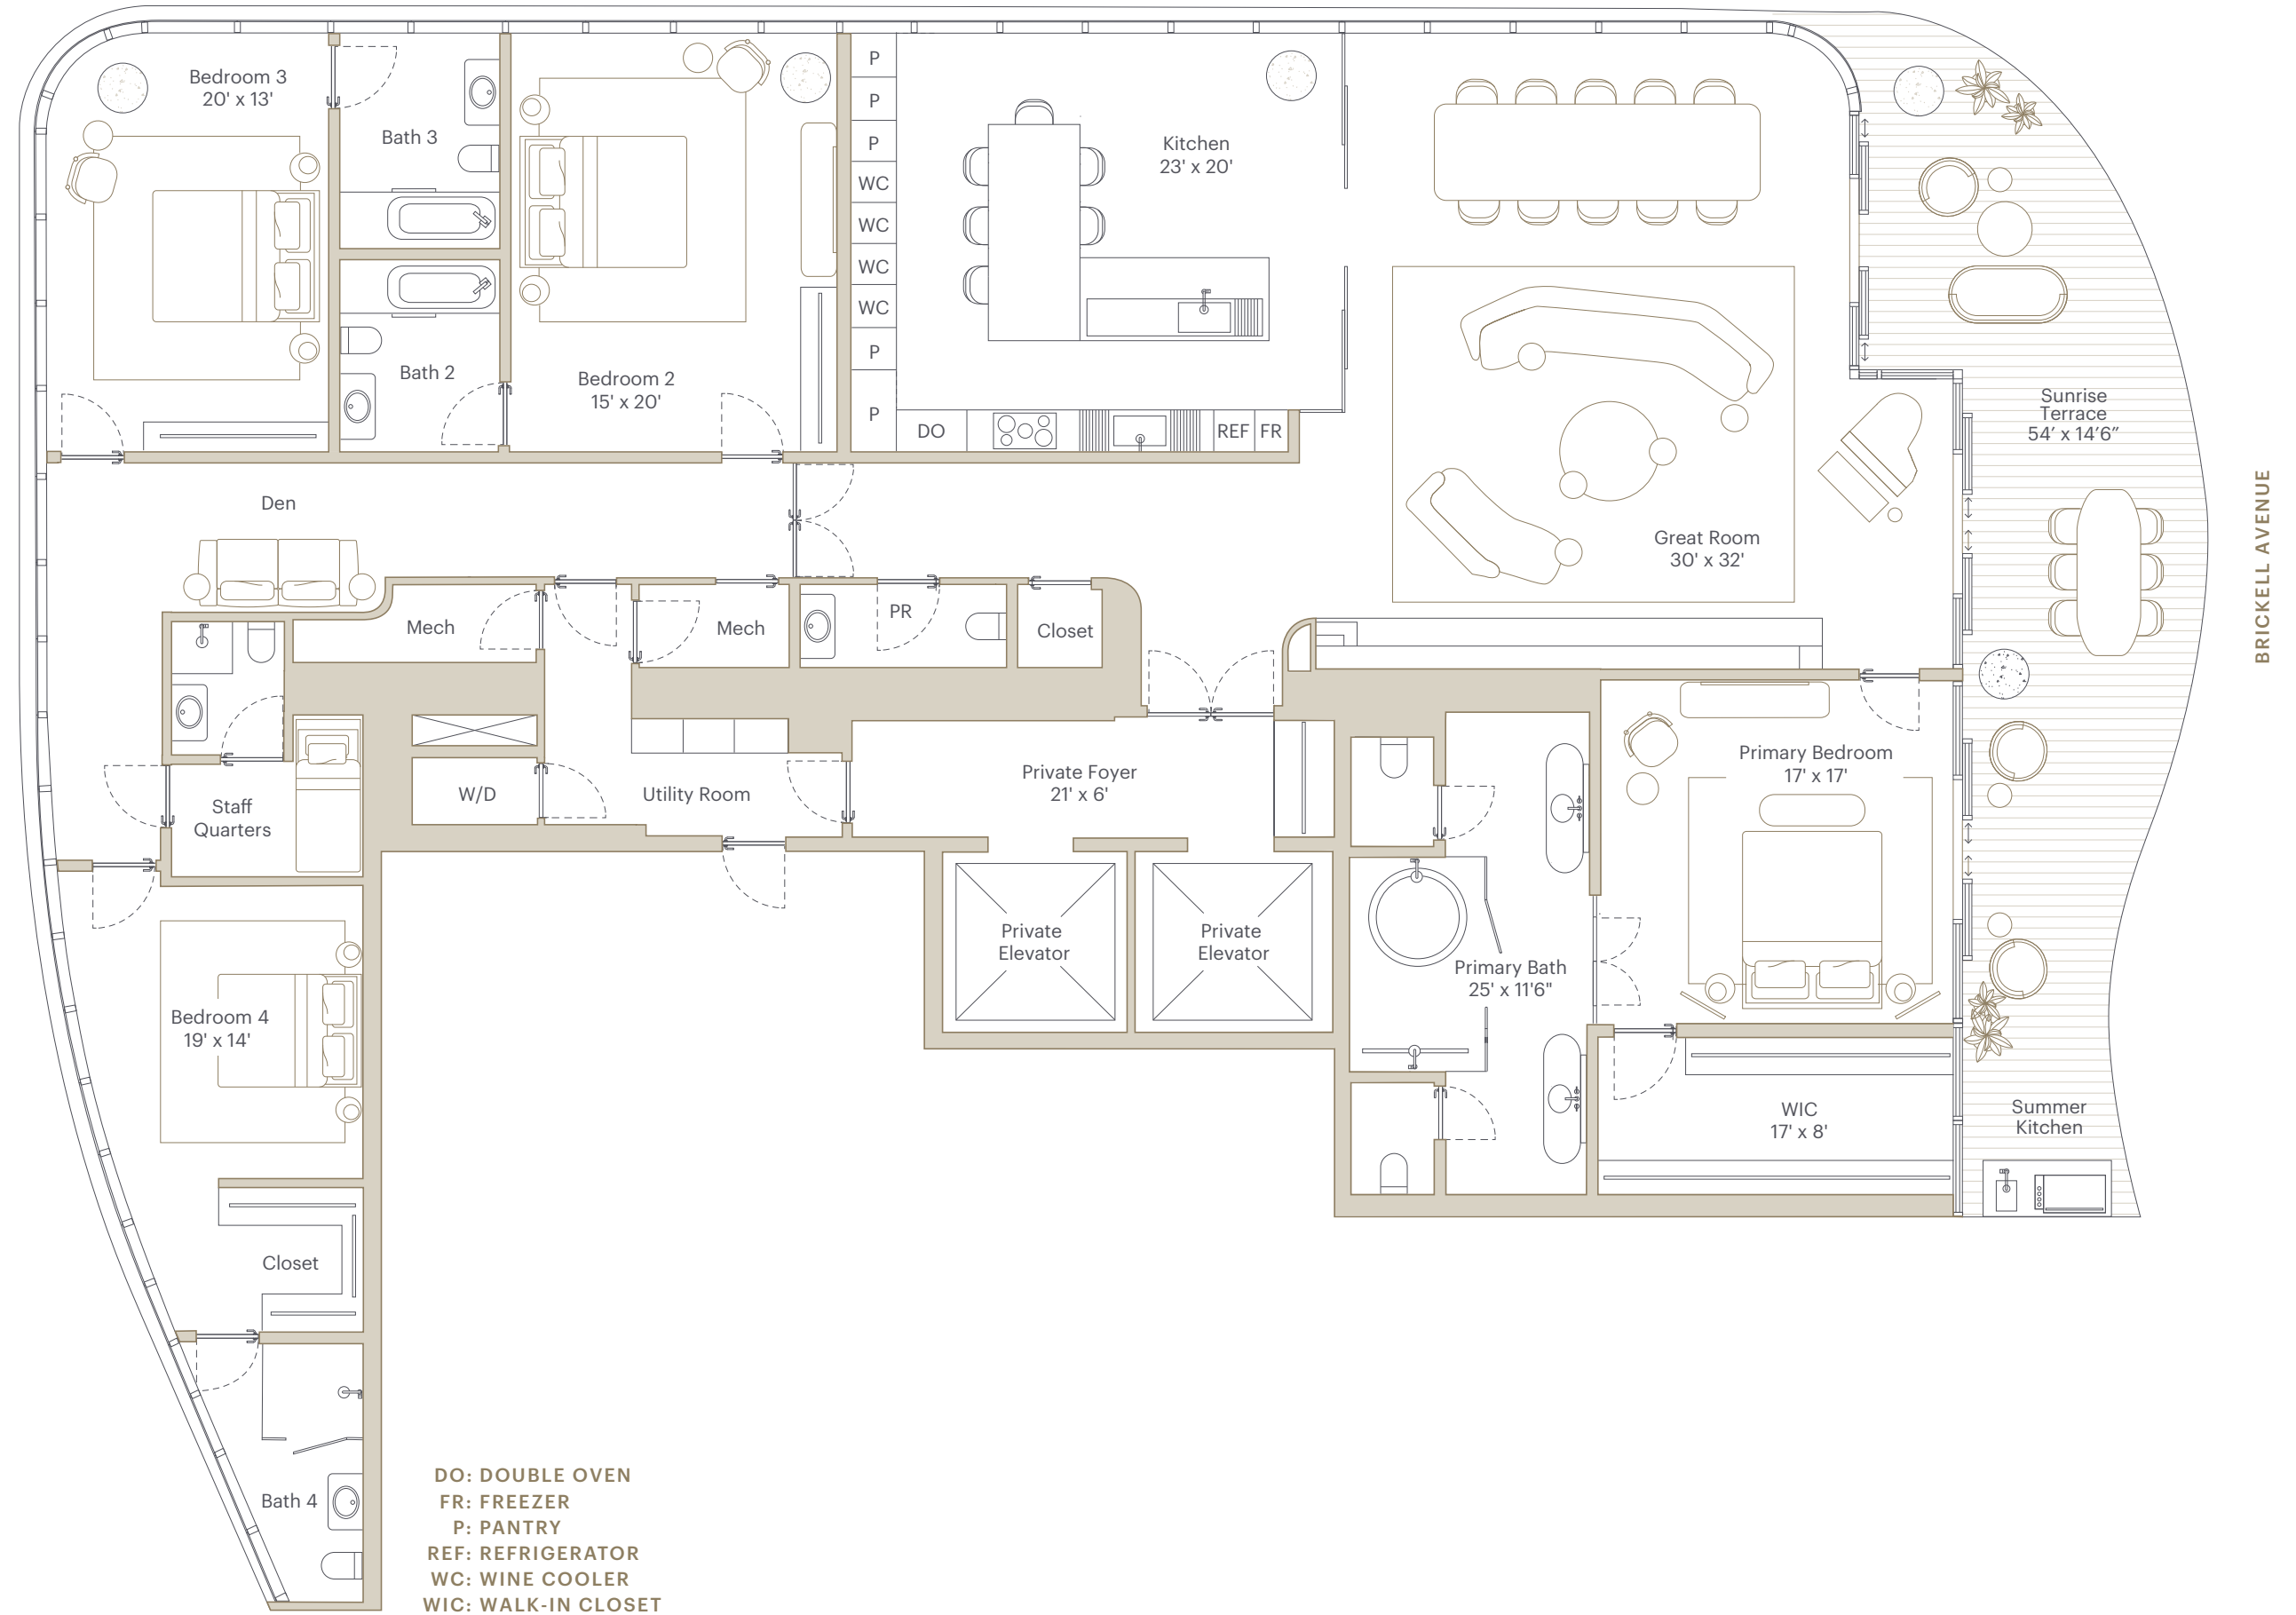 Bedroom 3
20' x 13'
Bath 3
Bath 2
Bedroom 2
15' x 20'
P
P
P
WC
WC
WC
WC
P
P
Kitchen
23' x 20'
DO
REF
FR
Sunrise
Terrace
54’ x 14’6”
BRICKELL AVENUE
Den
Great Room
30' x 32'
Mech
Mech
PR
Closet
Staff
Quarters
W/D
Utility Room
Private Foyer
21' x 6'
Primary Bedroom
17' x 17'
Private
Elevator
Private
Elevator
Primary Bath
25' x 11'6"
Bedroom 4
19' x 14'
WIC
17' x 8'
Summer
Kitchen
Closet
Bath 4
DO: DOUBLE OVEN
FR: FREEZER
P: PANTRY
REF: REFRIGERATOR
WC: WINE COOLER
WIC: WALK-IN CLOSET